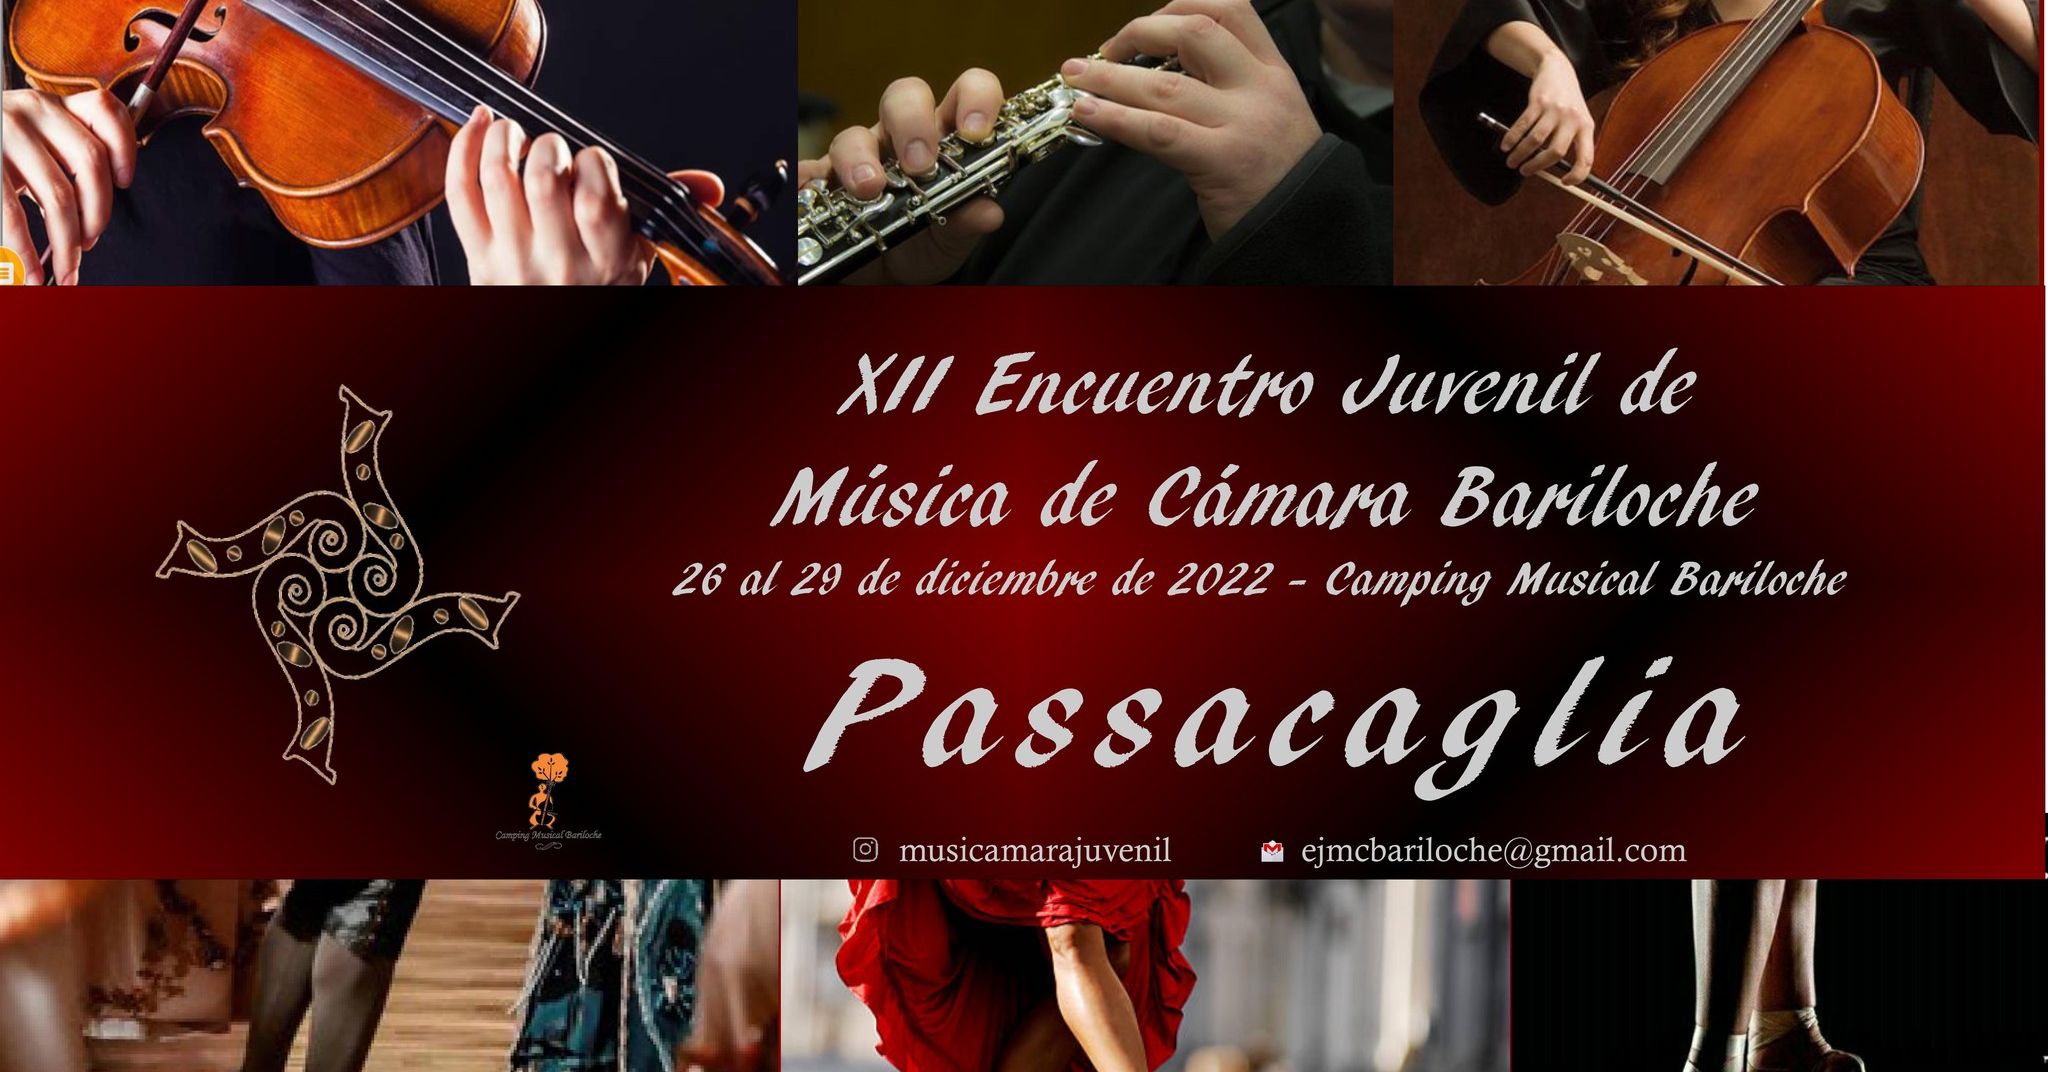 XII Encuentro Juvenil de
Música de Cámara Bariloche
26 al 29 de diciembre de 2022 - Camping Musical Bariloche
Passacaglia
Camping Musical Bariloche
musicamarajuvenil
ejmcbariloche@gmail.com